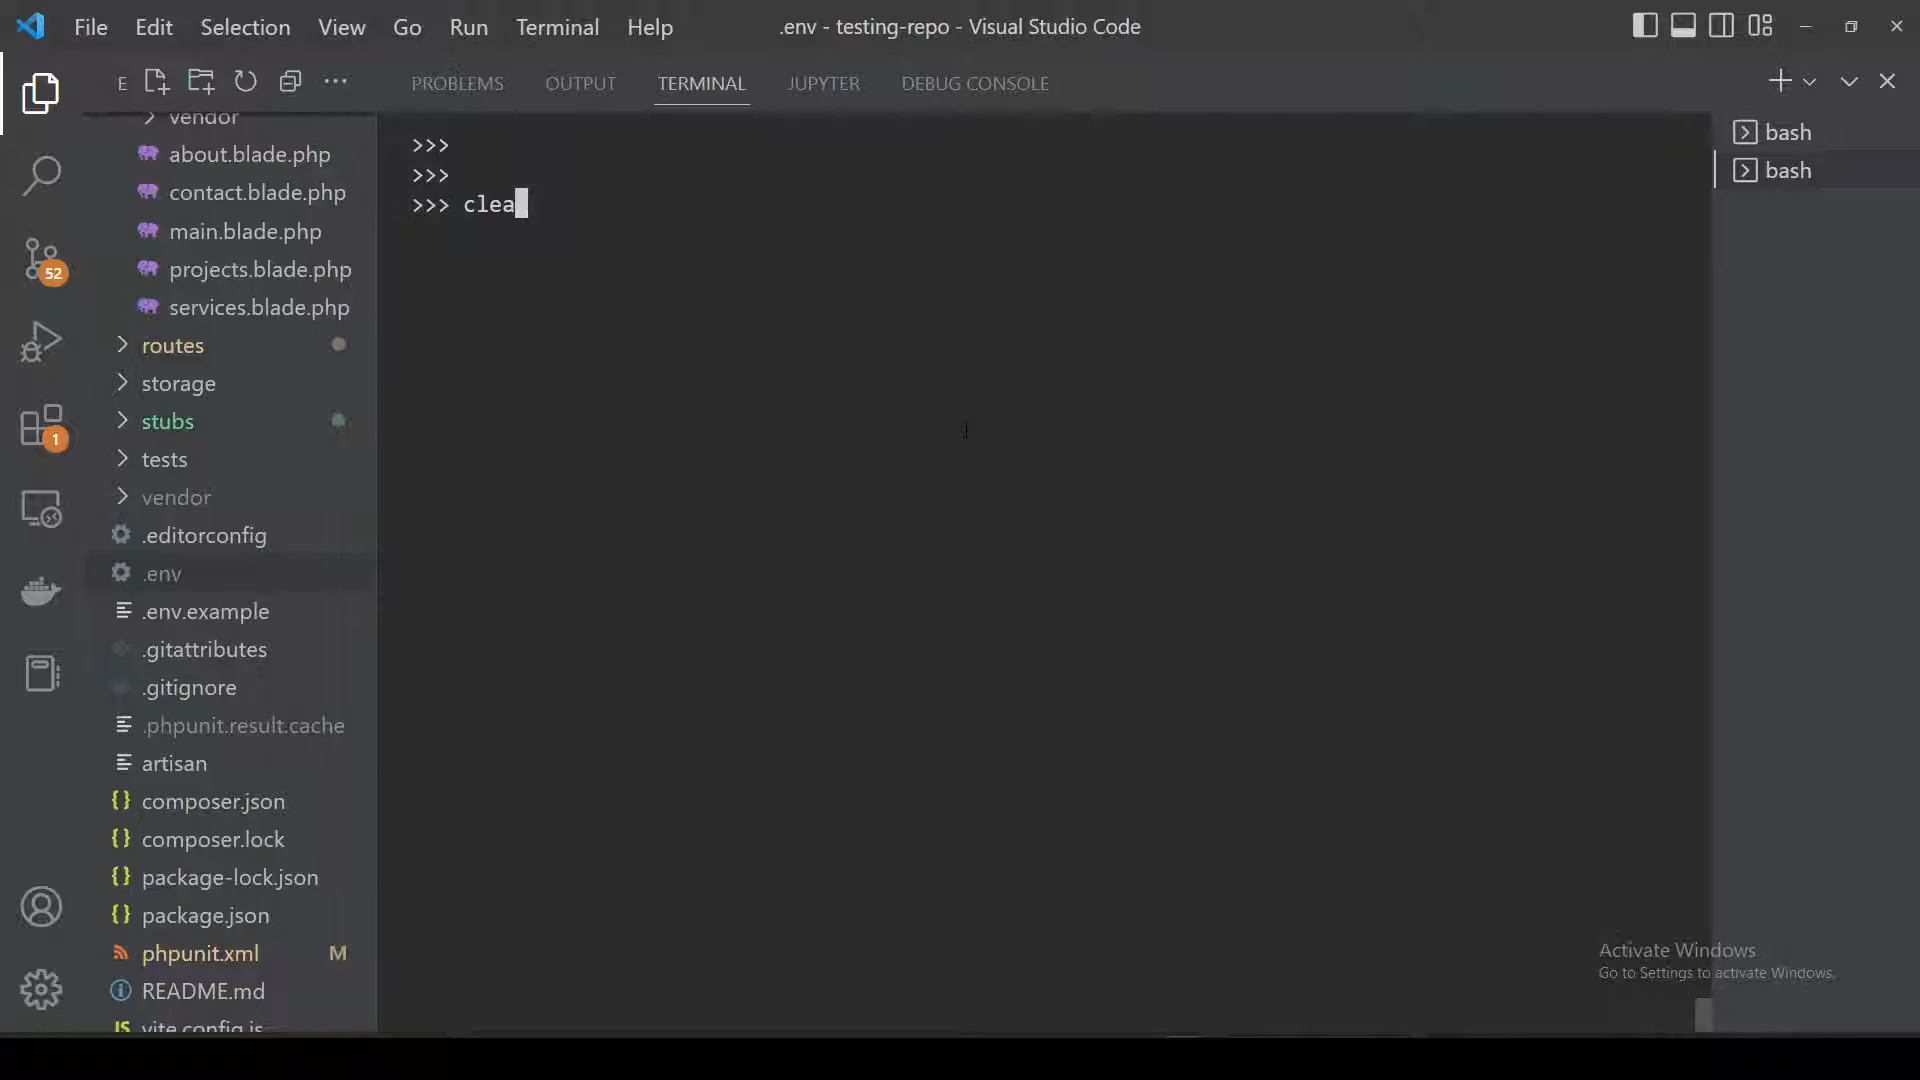 File Edit Selection View Go Run Terminal Help .env - testing-repo - Visual Studio Code
E PROBLEMS OUTPUT TERMINAL JUPYTER DEBUG CONSOLE
vendor
about.blade.php
contact.blade.php
main.blade.php
projects.blade.php
services.blade.php
routes
storage
stubs
tests
vendor
.editorconfig
.env
.env.example
.gitattributes
.gitignore
.phpunit.result.cache
artisan
{} composer.json
{} composer.lock
{} package-lock.json
{} package.json
phpunit.xml M
README.md
JS vite.config.js
52
1
>>>
>>>
>>> clea
bash
bash
Activate Windows
Go to Settings to activate Windows.